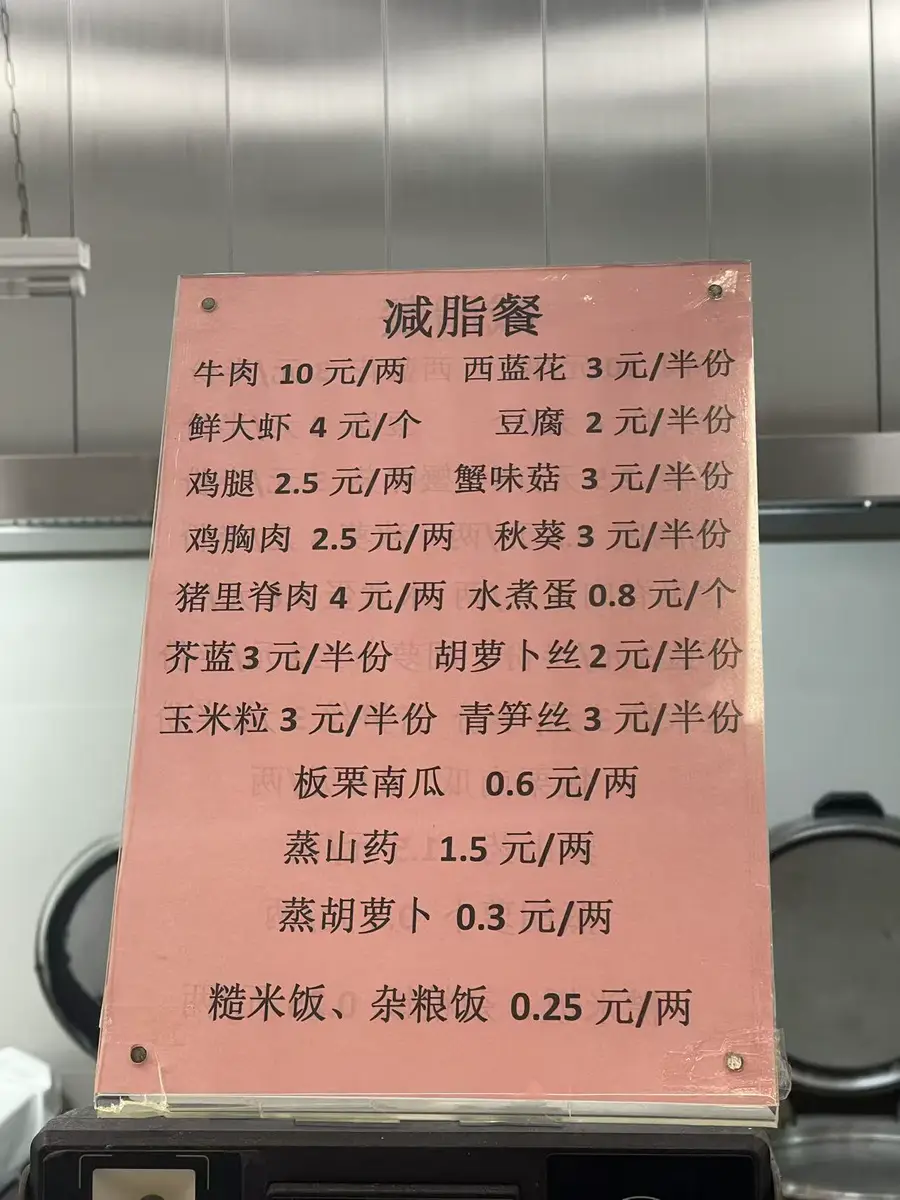 减脂餐
牛肉 10 元/两 西蓝花 3 元/半份
鲜大虾 4 元/个 豆腐 2 元/半份
鸡腿 2.5 元/两 蟹味菇 3 元/半份
鸡胸肉 2.5 元/两 秋葵 3 元/半份
猪里脊肉 4 元/两 水煮蛋 0.8 元/个
芥蓝 3 元/半份 胡萝卜丝 2 元/半份
玉米粒 3 元/半份 青笋丝 3 元/半份
板栗南瓜 0.6 元/两
蒸山药 1.5 元/两
蒸胡萝卜 0.3 元/两
糙米饭、杂粮饭 0.25 元/两